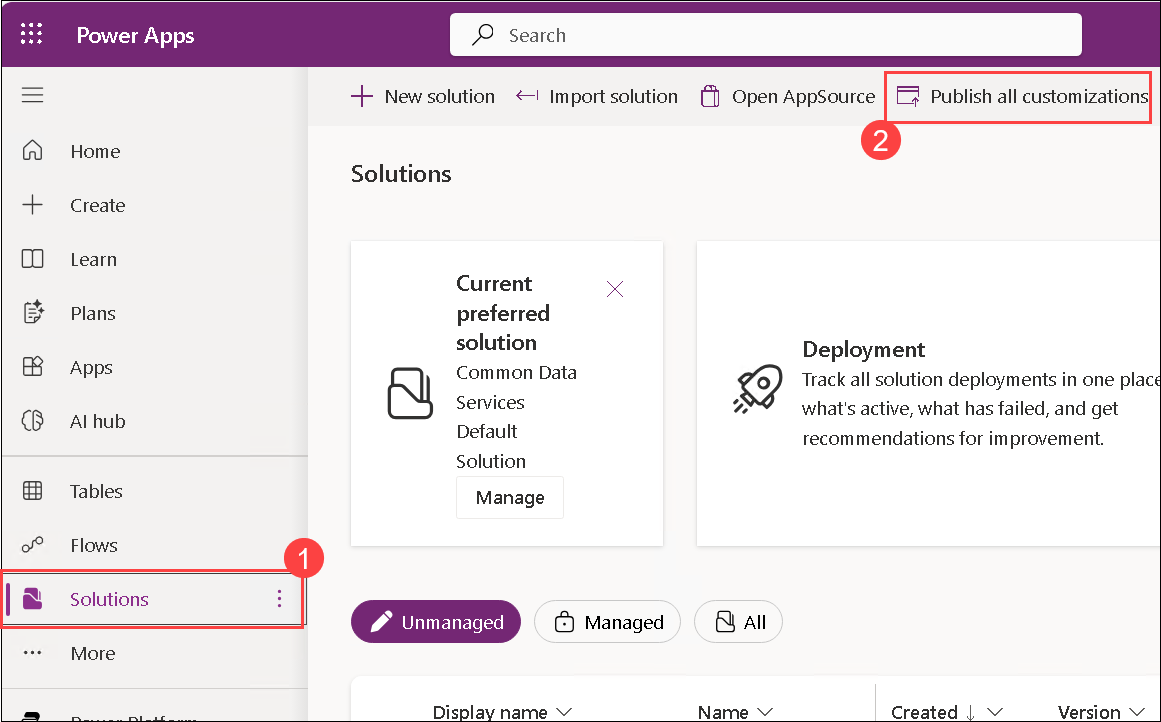 Power Apps
Search
New solution
Import solution
Open AppSource
Publish all customizations
2
Home
Create
Learn
Plans
Apps
AI hub
Tables
Flows
1
Solutions
More
Power Platform
Solutions
Current
preferred
solution
Common Data
Services
Default
Solution
Manage
Deployment
Track all solution deployments in one place
what's active, what has failed, and get
recommendations for improvement.
Unmanaged
Managed
All
Display name
Name
Created
Version